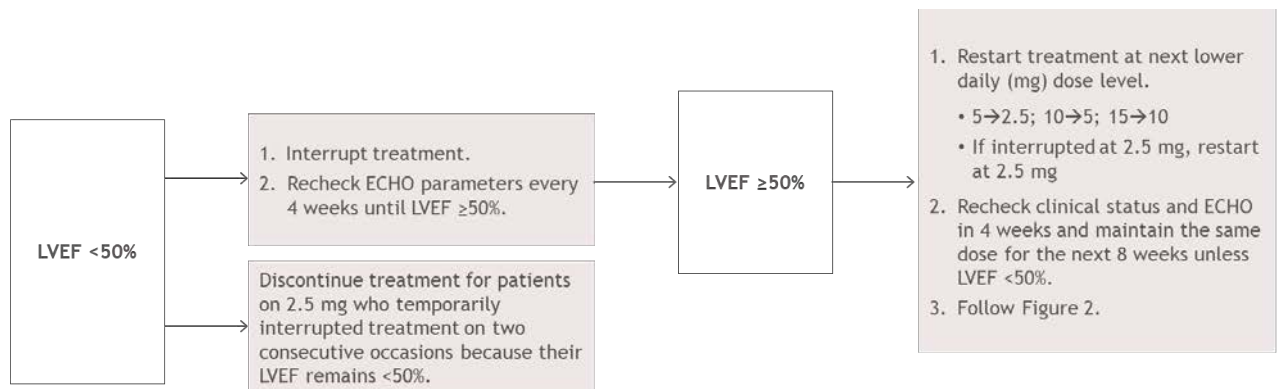 LVEF <50%
1. Interrupt treatment.
2. Recheck ECHO parameters every
4 weeks until LVEF ≥50%.
Discontinue treatment for patients
on 2.5 mg who temporarily
interrupted treatment on two
consecutive occasions because their
LVEF remains <50%.
LVEF ≥50%
1. Restart treatment at next lower
daily (mg) dose level.
• 5→2.5; 10→5; 15→10
• If interrupted at 2.5 mg, restart
at 2.5 mg
2. Recheck clinical status and ECHO
in 4 weeks and maintain the same
dose for the next 8 weeks unless
LVEF <50%.
3. Follow Figure 2.